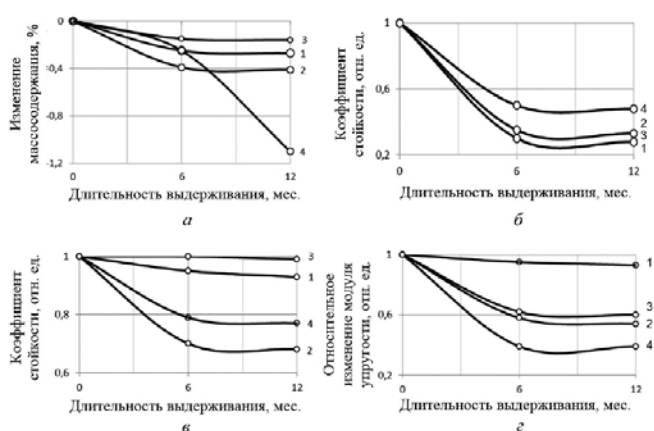 Изменение массосодержания, %
0
-0,4
-0,8
-1,2
3
1
2
4
0 6 12
Длительность выдерживания, мес.
а
Коэффициент стойкости, отн. ед.
1
0,6
0,2
4
2
3
1
0 6 12
Длительность выдерживания, мес.
б
Коэффициент стойкости, отн. ед.
1
0,8
0,6
3
1
4
2
0 6 12
Длительность выдерживания, мес.
в
Относительное изменение модуля упругости, отн. ед.
1
0,6
0,2
1
3
2
4
0 6 12
Длительность выдерживания, мес.
г